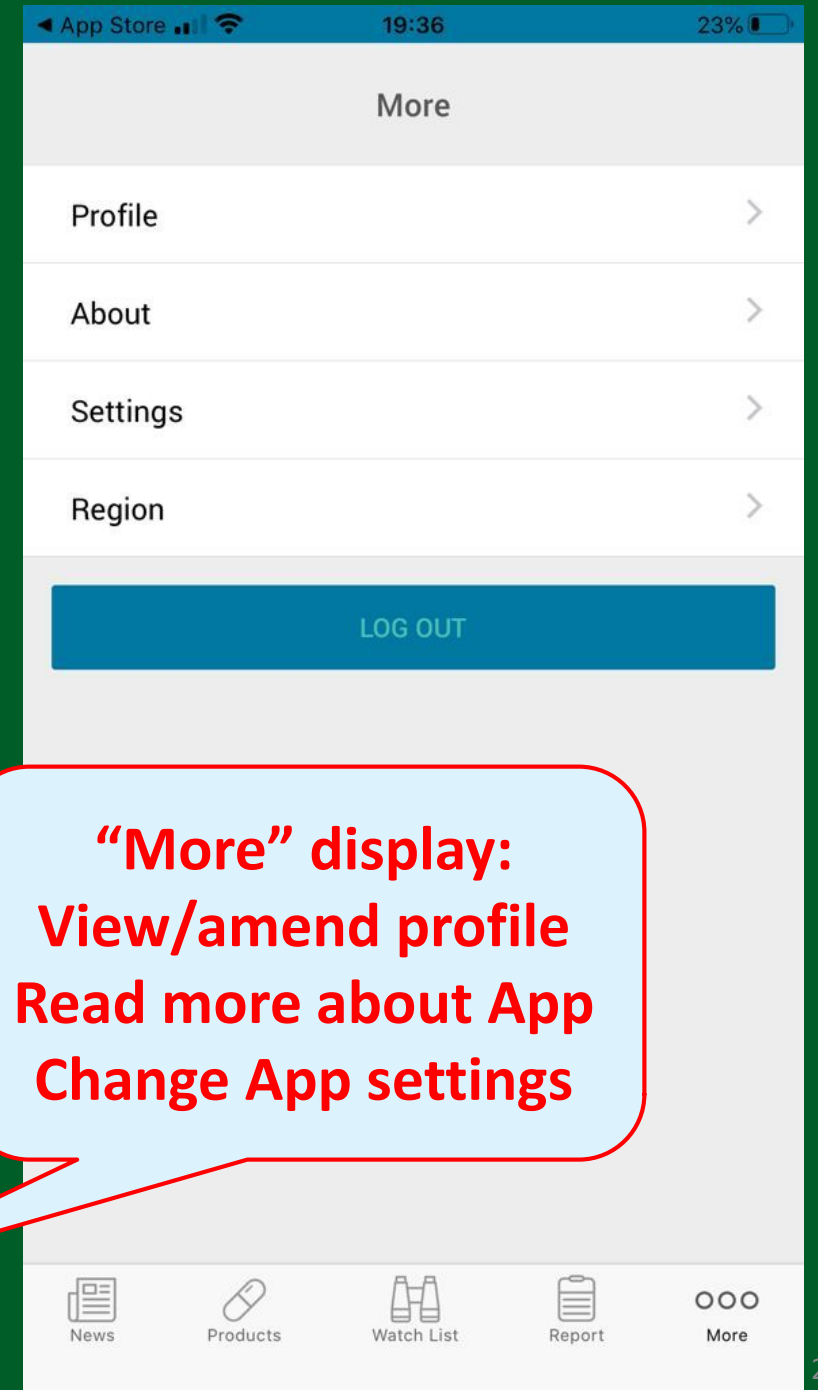 ◀ App Store 19:36 23%
More
Profile
About
Settings
Region
LOG OUT
“More” display:
View/amend profile
Read more about App
Change App settings
News Products Watch List Report More
2